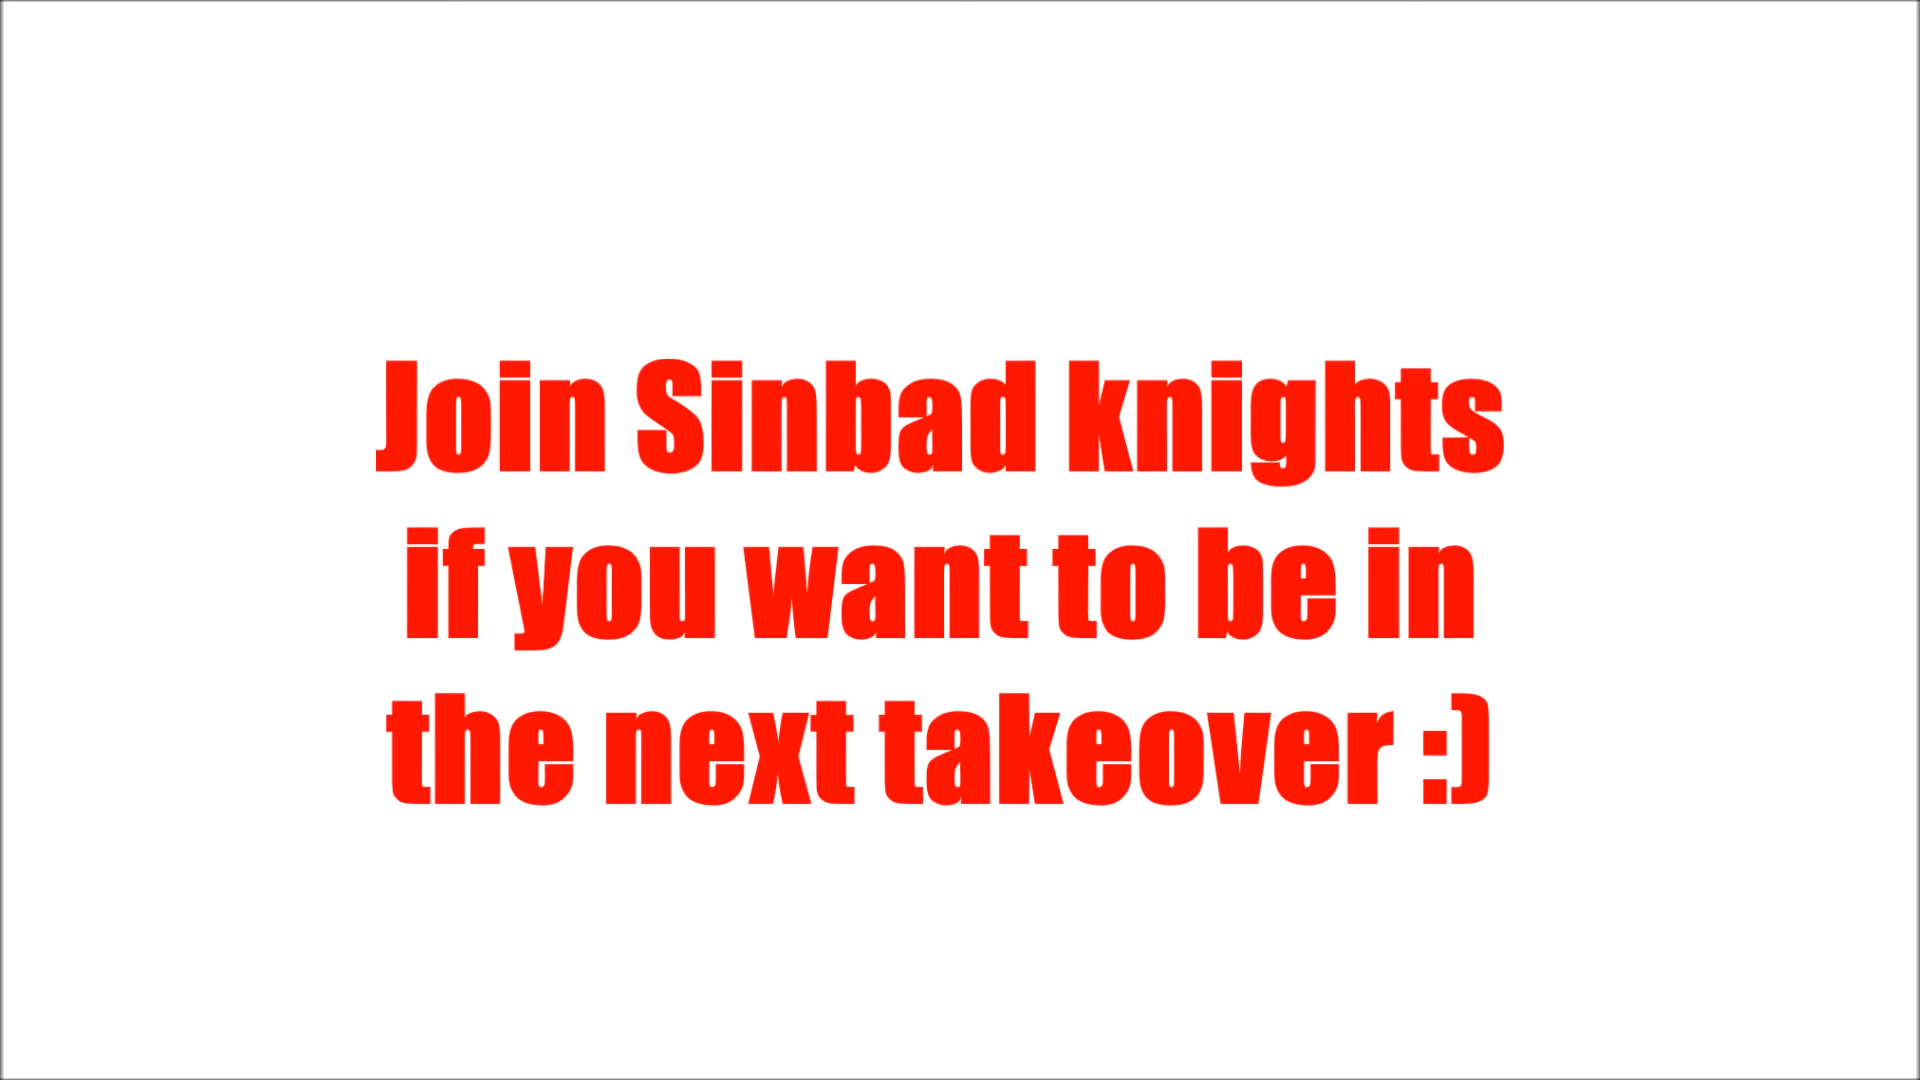 Join Sinbad knights
if you want to be in
the next takeover :)